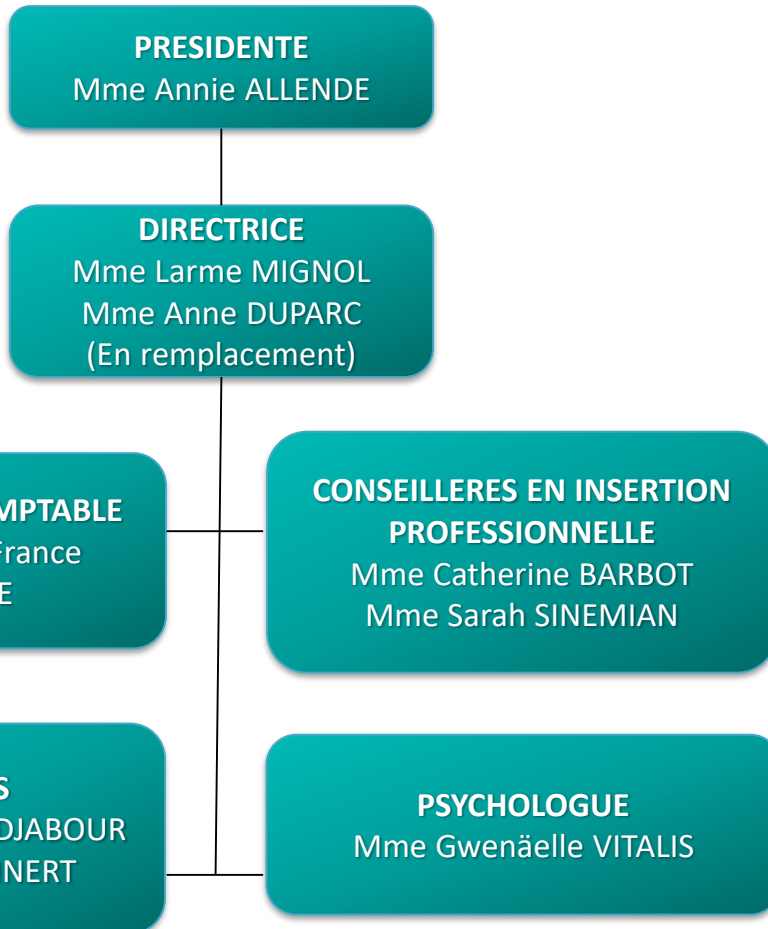 PRESIDENTE
Mme Annie ALLENDE
DIRECTRICE
Mme Larme MIGNOL
Mme Anne DUPARC
(En remplacement)
CONSEILLERES EN INSERTION
PROFESSIONNELLE
Mme Catherine BARBOT
Mme Sarah SINEMIAN
MPTABLE
France
E
S
DJABOUR
NERT
PSYCHOLOGUE
Mme Gwenäelle VITALIS